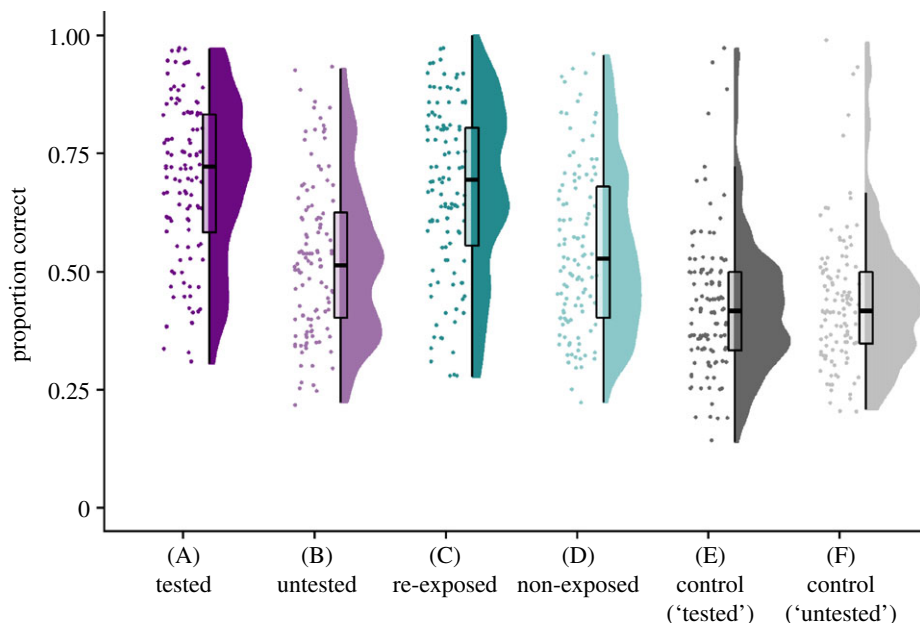 1.00
0.75
0.50
0.25
0
proportion correct
(A) (B) (C) (D) (E) (F)
tested untested re-exposed non-exposed control control
(‘tested’) (‘untested’)